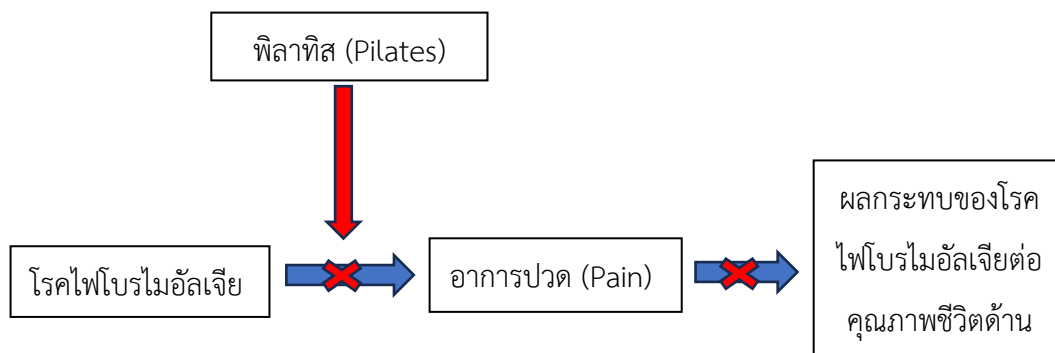 พิลาทิส (Pilates)
โรคไฟโบรไมอัลเจีย
อาการปวด (Pain)
ผลกระทบของโรค
ไฟโบรไมอัลเจียต่อ
คุณภาพชีวิตด้าน